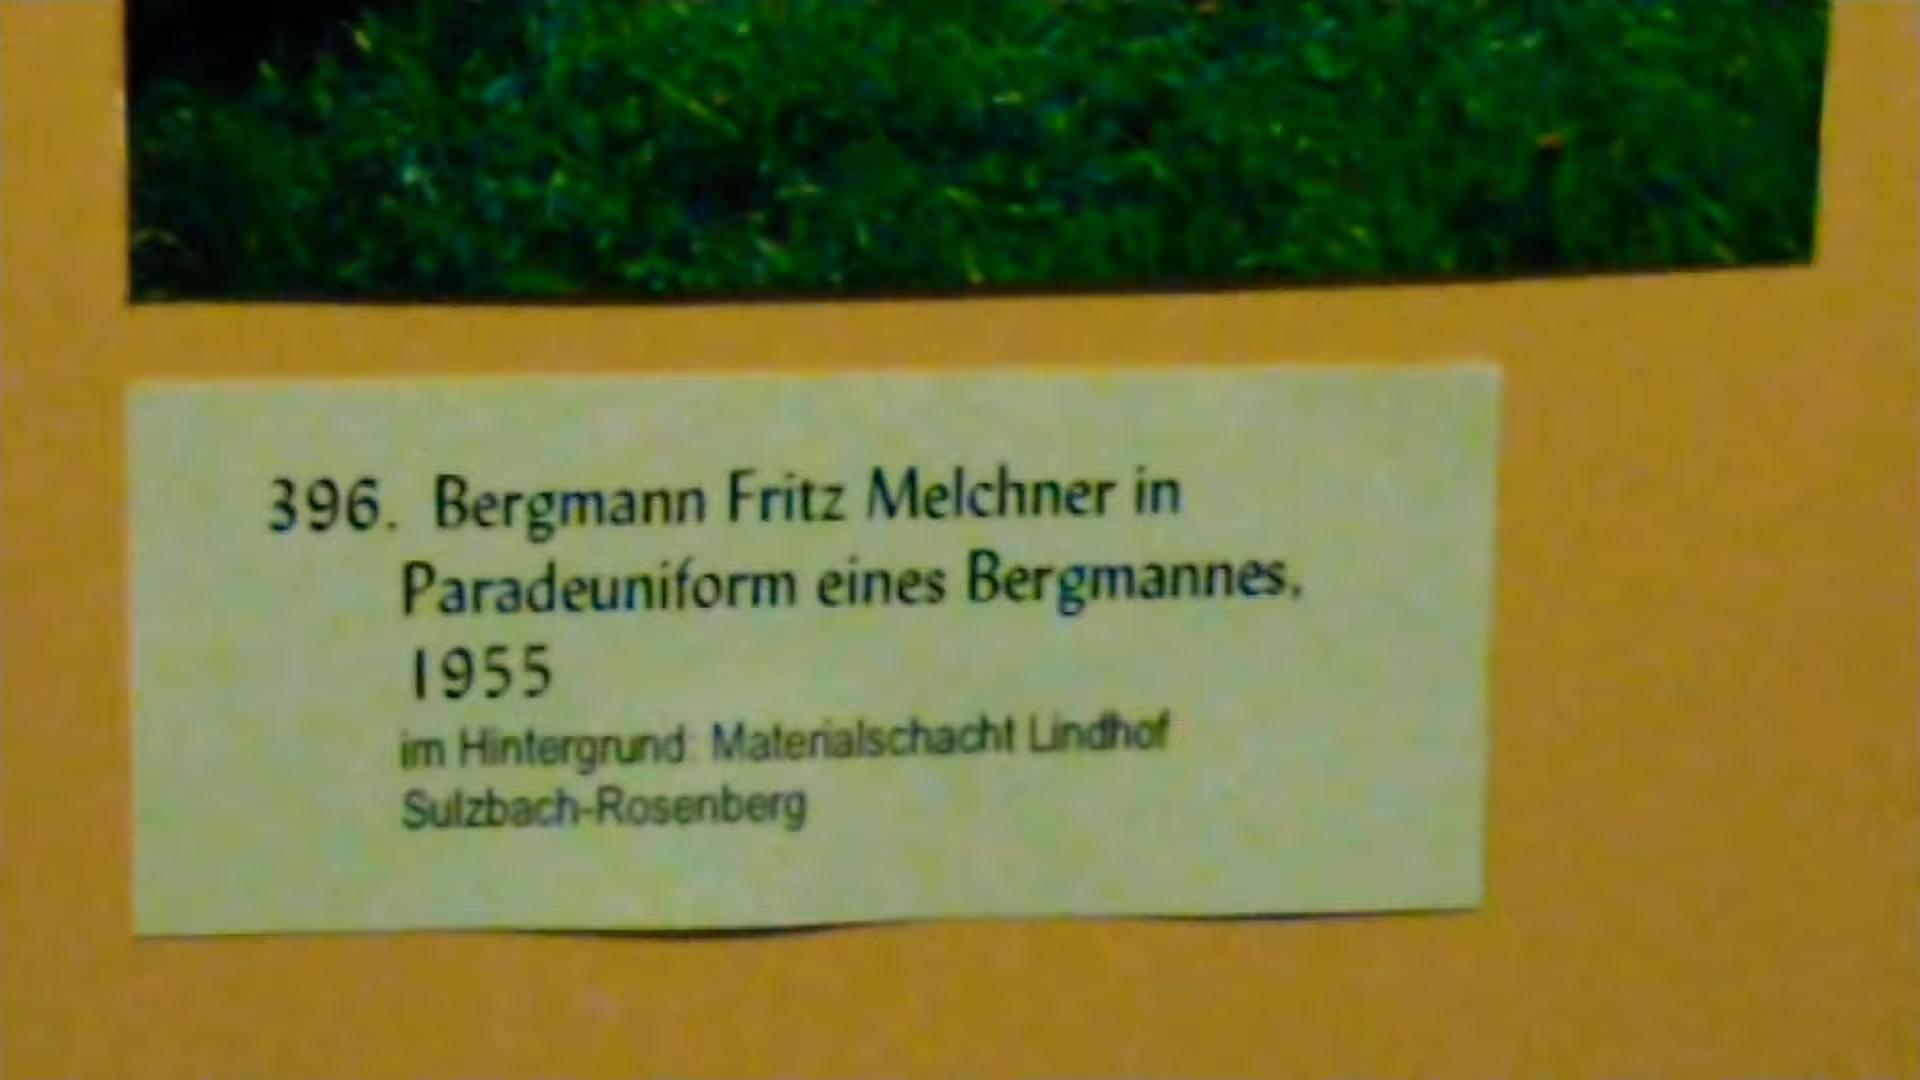 396. Bergmann Fritz Melchner in
Paradeuniform eines Bergmannes,
1955
im Hintergrund: Materialschacht Lindhof
Sulzbach-Rosenberg